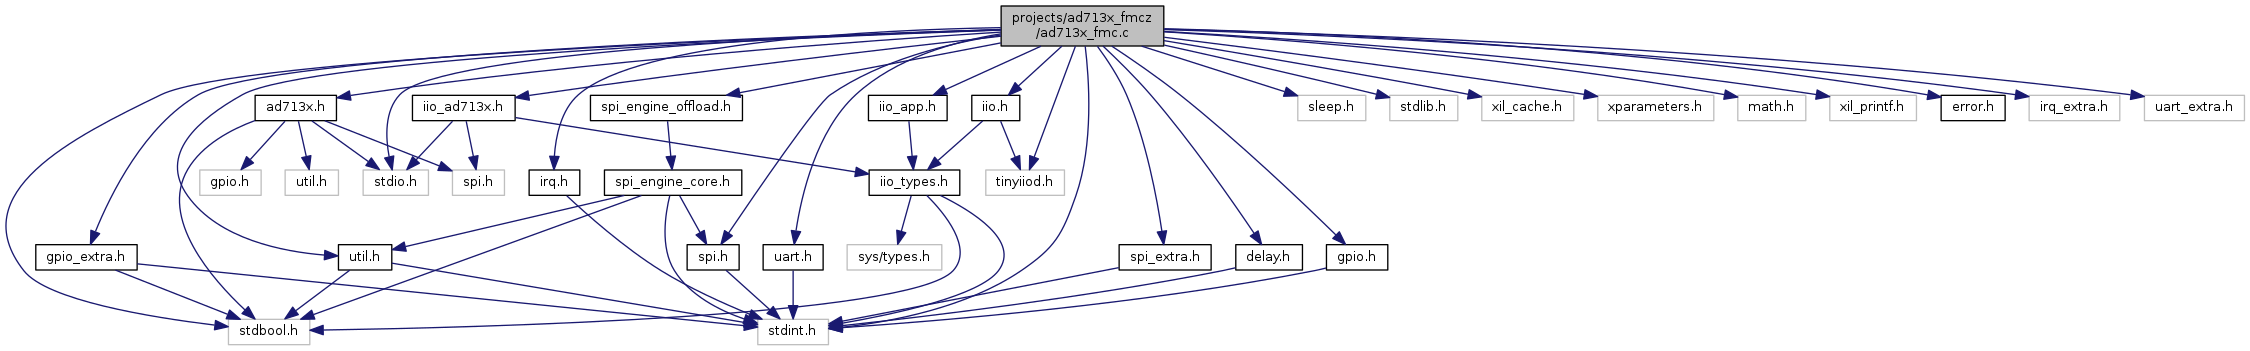 projects/ad713x_fmcz
/ad713x_fmc.c
ad713x.h
iio_ad713x.h
spi_engine_offload.h
iio_app.h
iio.h
sleep.h
stdlib.h
xil_cache.h
xparameters.h
math.h
xil_printf.h
error.h
irq_extra.h
uart_extra.h
gpio.h
util.h
stdio.h
spi.h
irq.h
spi_engine_core.h
iio_types.h
tinyiiod.h
gpio_extra.h
util.h
spi.h
uart.h
sys/types.h
spi_extra.h
delay.h
gpio.h
stdbool.h
stdint.h